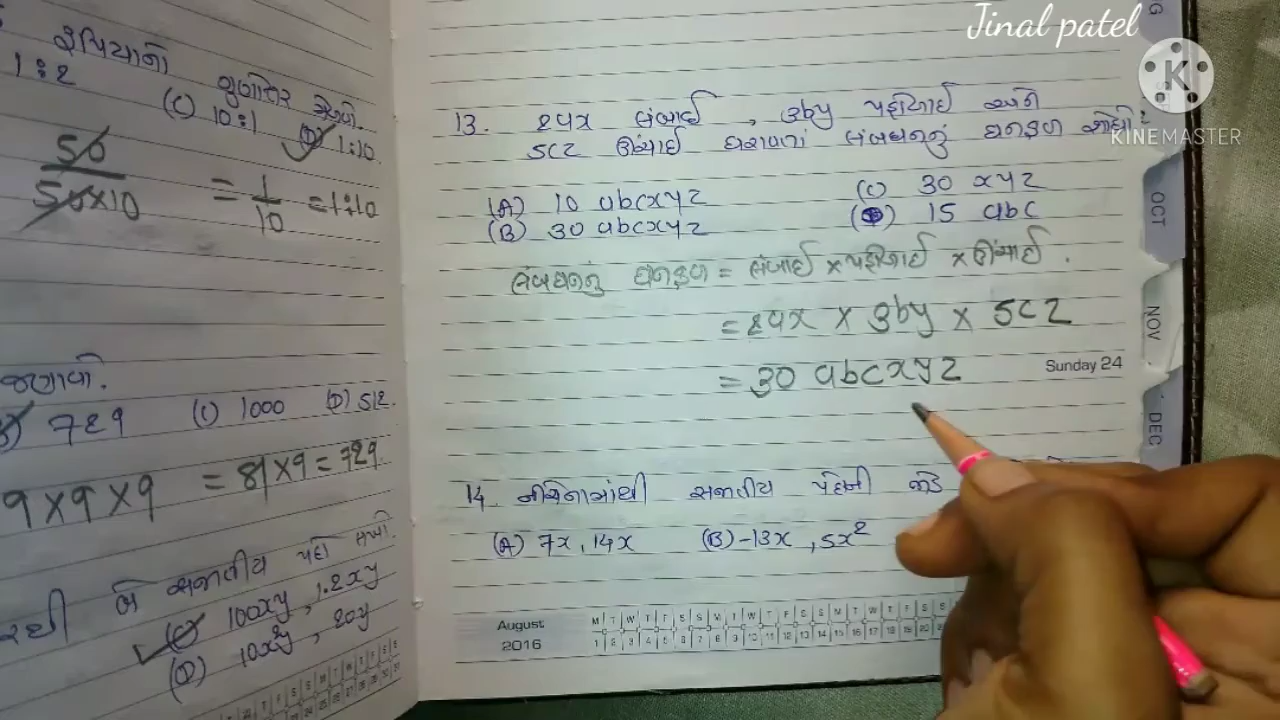 Jinal patel
KINEMASTER
રૂપિયાનો ગુણોત્તર
1:2
(C) 10:1 (D) 1:10.
50
50×10
= 1/10 = 1:10
જણાવો.
729 (C) 1000 (D) 512.
9×9×9 = 81×9 = 729
બે સજાતીય પદો
(C) 100xy, 1.2xy
(D) 20y
13. 2ax લંબાઈ, 3by પહોળાઈ અને
5cz ઊંચાઈ ધરાવતાં લંબઘનનું ઘનફળ શોધો?
(A) 10 abcxyz (C) 30 xyz
(B) 30 abcxyz (D) 15 abc
લંબઘનનું ઘનફળ = લંબાઈ × પહોળાઈ × ઊંચાઈ.
= 2ax × 3by × 5cz
= 30 abcxyz
Sunday 24
14. નીચેનામાંથી સજાતીય પદોની જોડ
(A) 7x, 14x (B) -13x, 5x²
August
2016
OCT
NOV
DEC